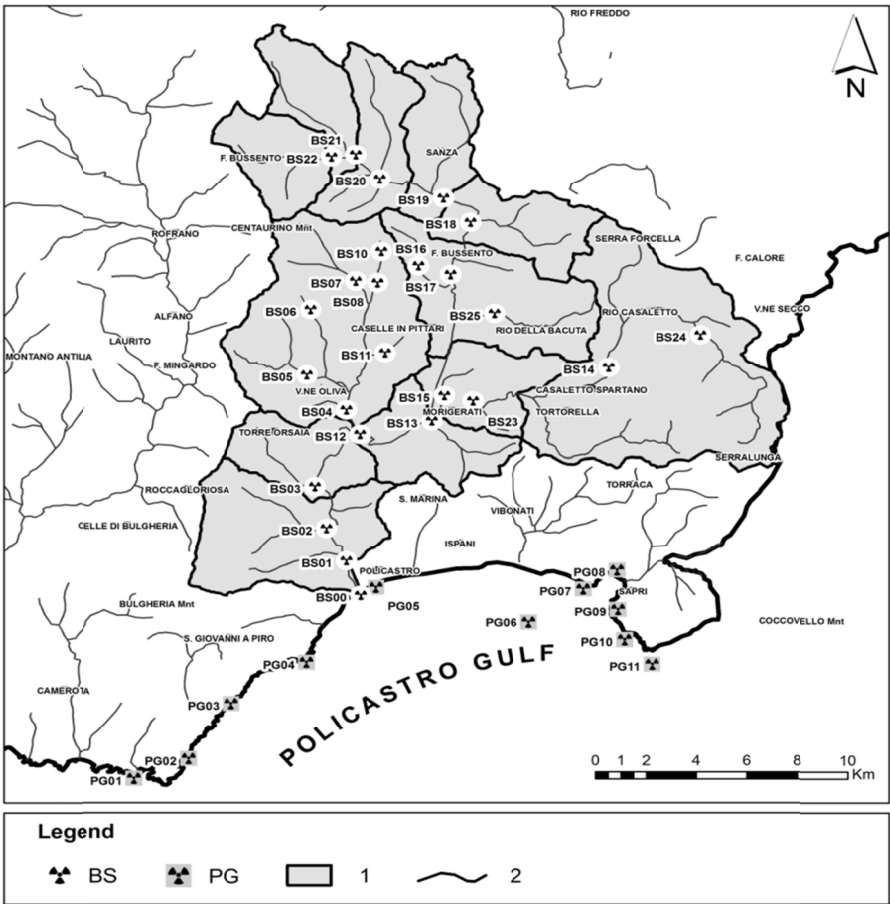 RIO FREDDO
N
BS21
SANZA
F. BUSSENTO
BS22
BS20
BS19
BS18
ROFRANO
CENTAURINO Mnt
SERRA FORCELLA
BS10
BS16
F. BUSSENTO
F. CALORE
BS07
BS17
BS08
BS06
V.NE SECCO
ALFANO
BS25
RIO CASALETTO
CASELLE IN PITTARI
RIO DELLA BACUTA
BS24
LAURITO
MONTANO ANTILIA
BS11
F. MINGARDO
BS14
BS05
V.NE OLIVA
CASALETTO SPARTANO
BS15
BS04
MORIGERATI
TORTORELLA
BS13
BS23
TORRE ORSAIA
BS12
SERRALUNGA
ROCCAGLORIOSA
BS03
TORRACA
S. MARINA
VIBONATI
CELLE DI BULGHERIA
BS02
ISPANI
BS01
POLICASTRO
PG08
PG07
SAPRI
BS00
PG05
BULGHERIA Mnt
PG09
PG06
COCCOVELLO Mnt
S. GIOVANNI A PIRO
PG10
PG04
PG11
POLICASTRO GULF
CAMEROTA
PG03
PG02
PG01
0 1 2 4 6 8 10
Km
Legend
BS PG 1 2